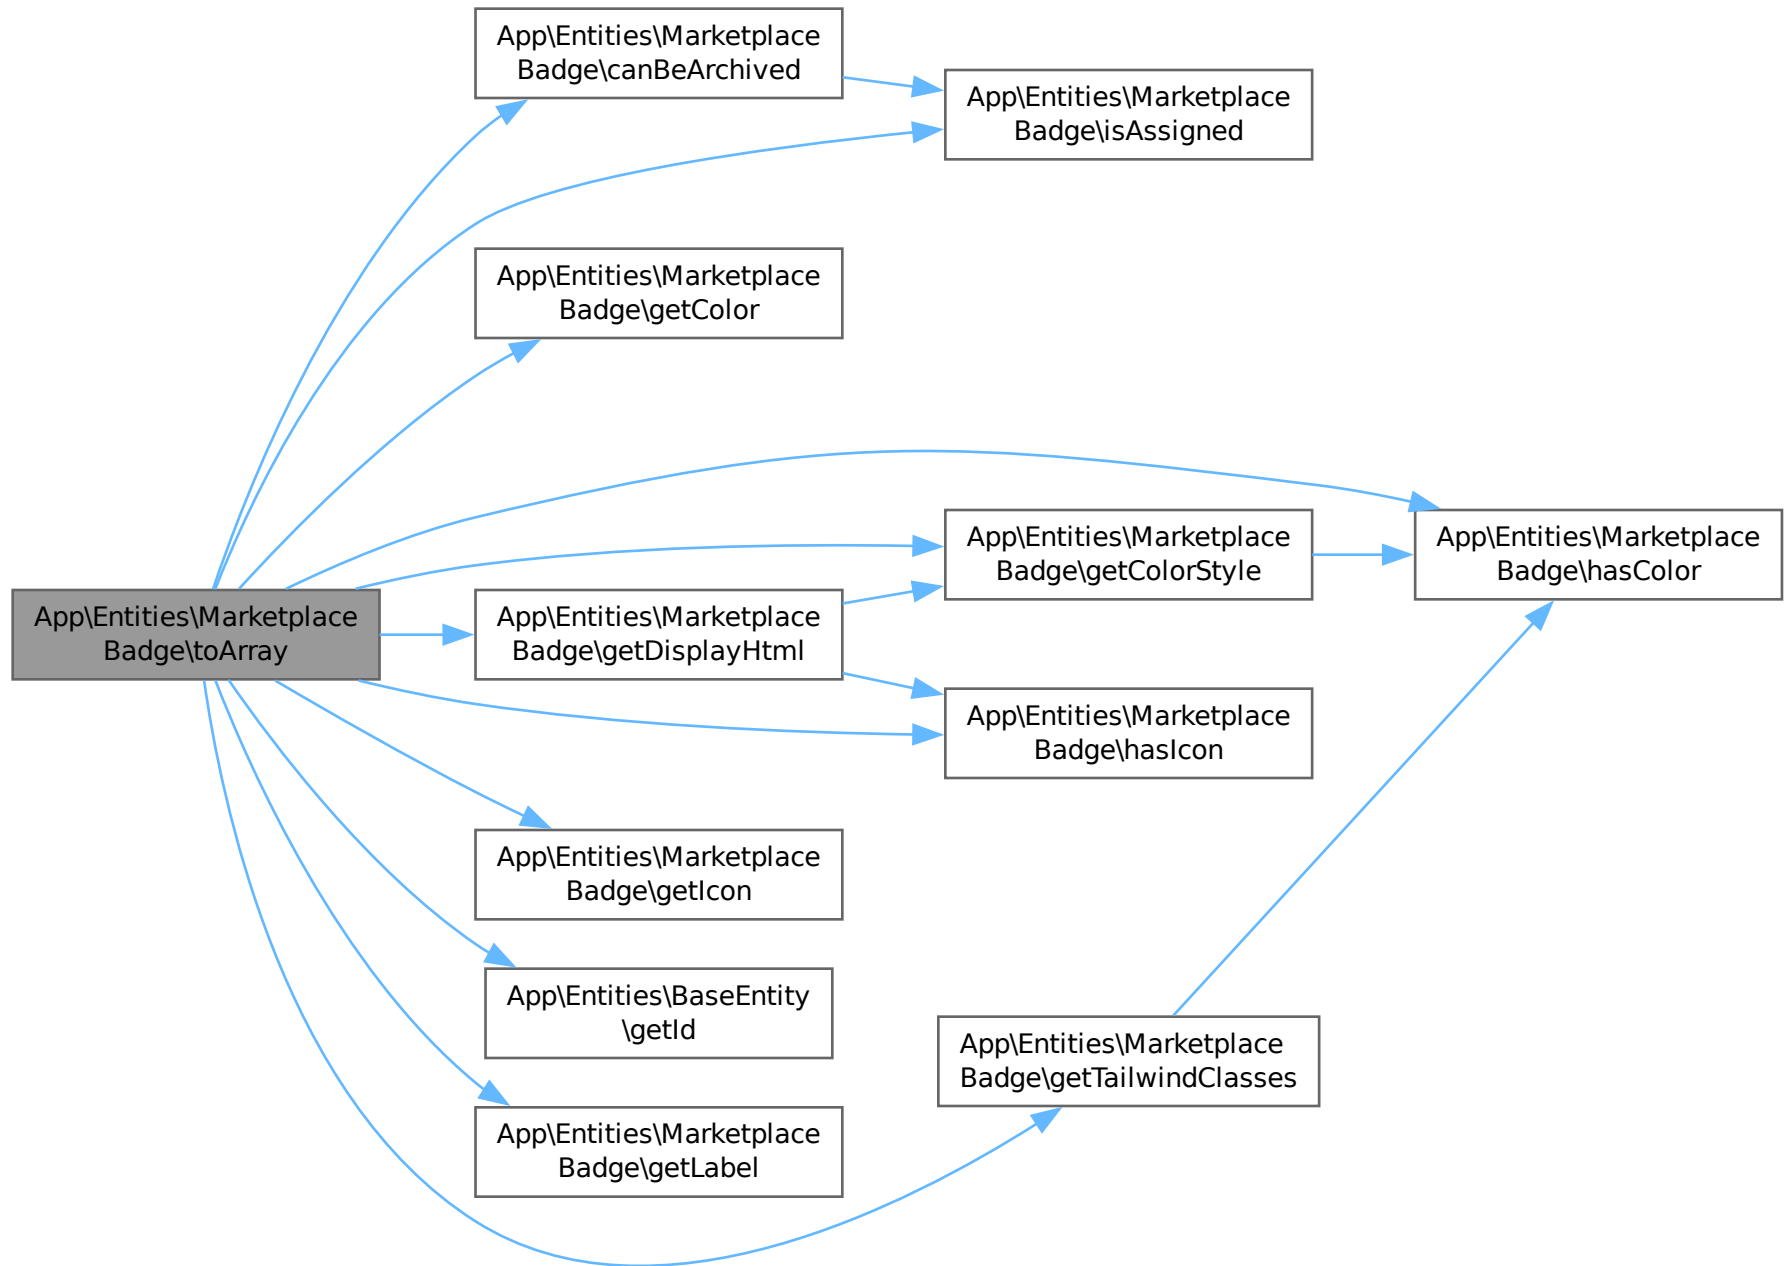 App\Entities\Marketplace
Badge\canBeArchived
App\Entities\Marketplace
Badge\isAssigned
App\Entities\Marketplace
Badge\getColor
App\Entities\Marketplace
Badge\getColorStyle
App\Entities\Marketplace
Badge\hasColor
App\Entities\Marketplace
Badge\toArray
App\Entities\Marketplace
Badge\getDisplayHtml
App\Entities\Marketplace
Badge\hasIcon
App\Entities\Marketplace
Badge\getIcon
App\Entities\BaseEntity
\getId
App\Entities\Marketplace
Badge\getTailwindClasses
App\Entities\Marketplace
Badge\getLabel